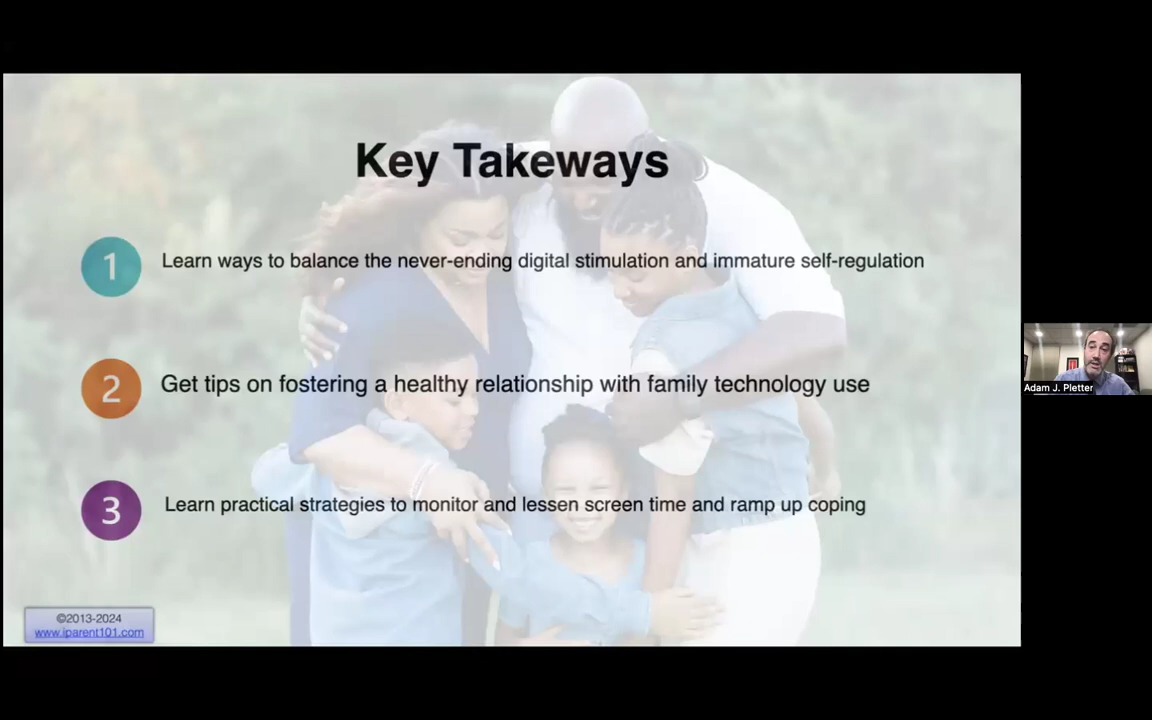 Key Takeways
1 Learn ways to balance the never-ending digital stimulation and immature self-regulation
2 Get tips on fostering a healthy relationship with family technology use
3 Learn practical strategies to monitor and lessen screen time and ramp up coping
©2013-2024
www.iparent101.com
Adam J. Pletter